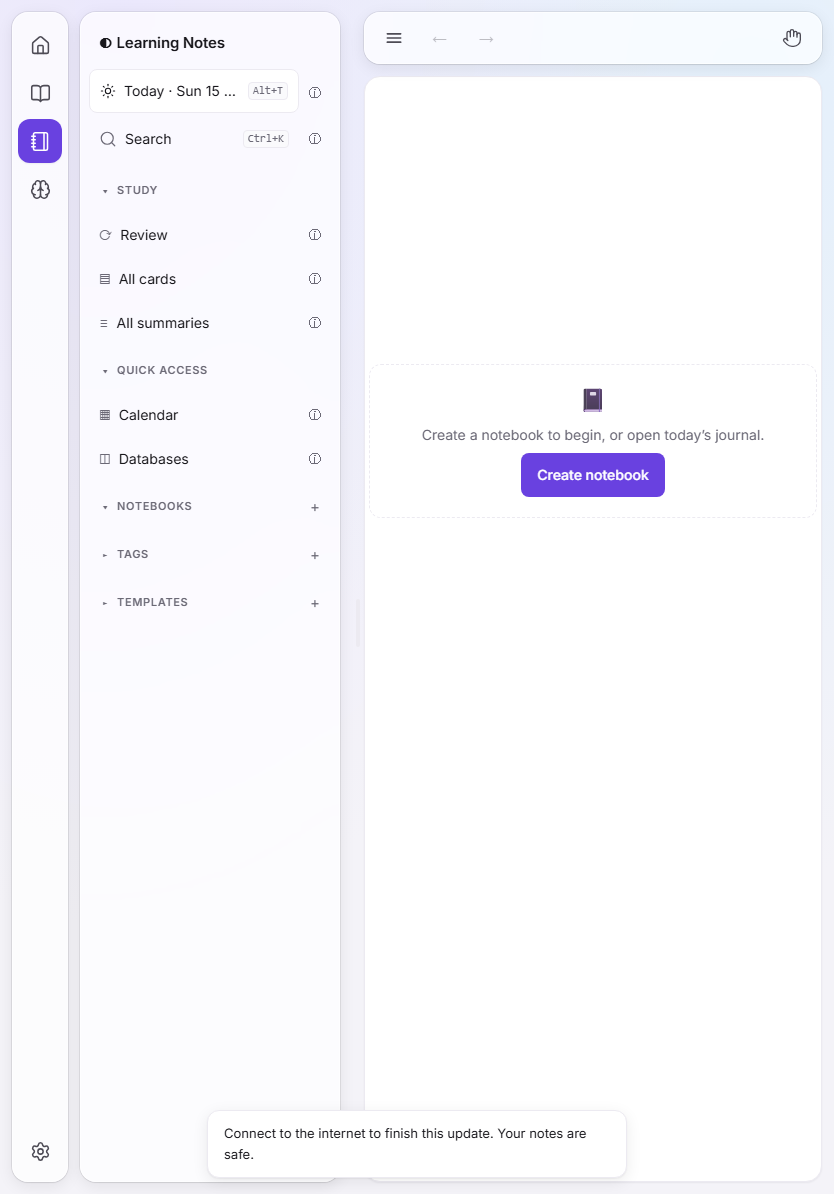 Learning Notes
Today · Sun 15 ... Alt+T
Search Ctrl+K
STUDY
Review
All cards
All summaries
QUICK ACCESS
Calendar
Databases
NOTEBOOKS +
TAGS +
TEMPLATES +
Create a notebook to begin, or open today’s journal.
Create notebook
Connect to the internet to finish this update. Your notes are
safe.